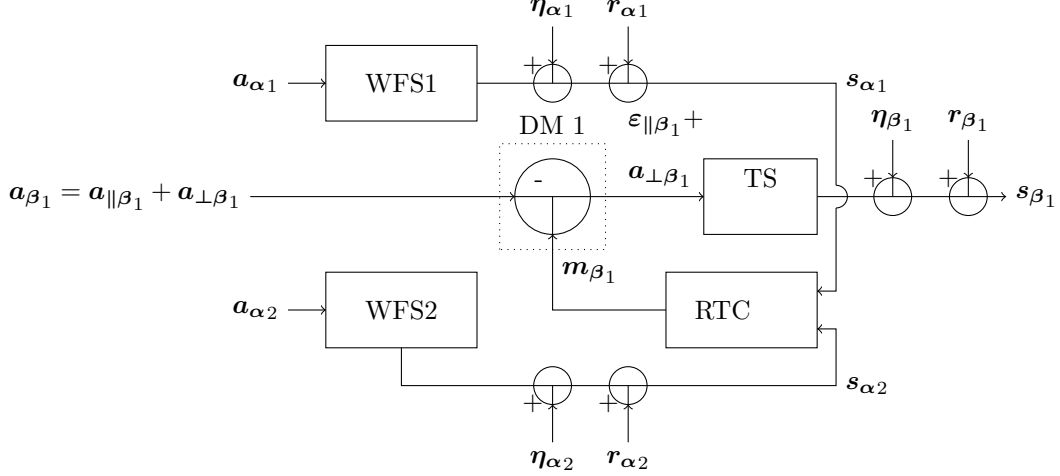 η_α1 r_α1
a_α1 WFS1 + + s_α1
DM 1 ε_∥β₁+ η_β₁ r_β₁
a_β₁ = a_∥β₁ + a_⊥β₁ - a_⊥β₁ TS + + s_β₁
m_β₁
a_α2 WFS2 RTC
+ + s_α2
η_α2 r_α2